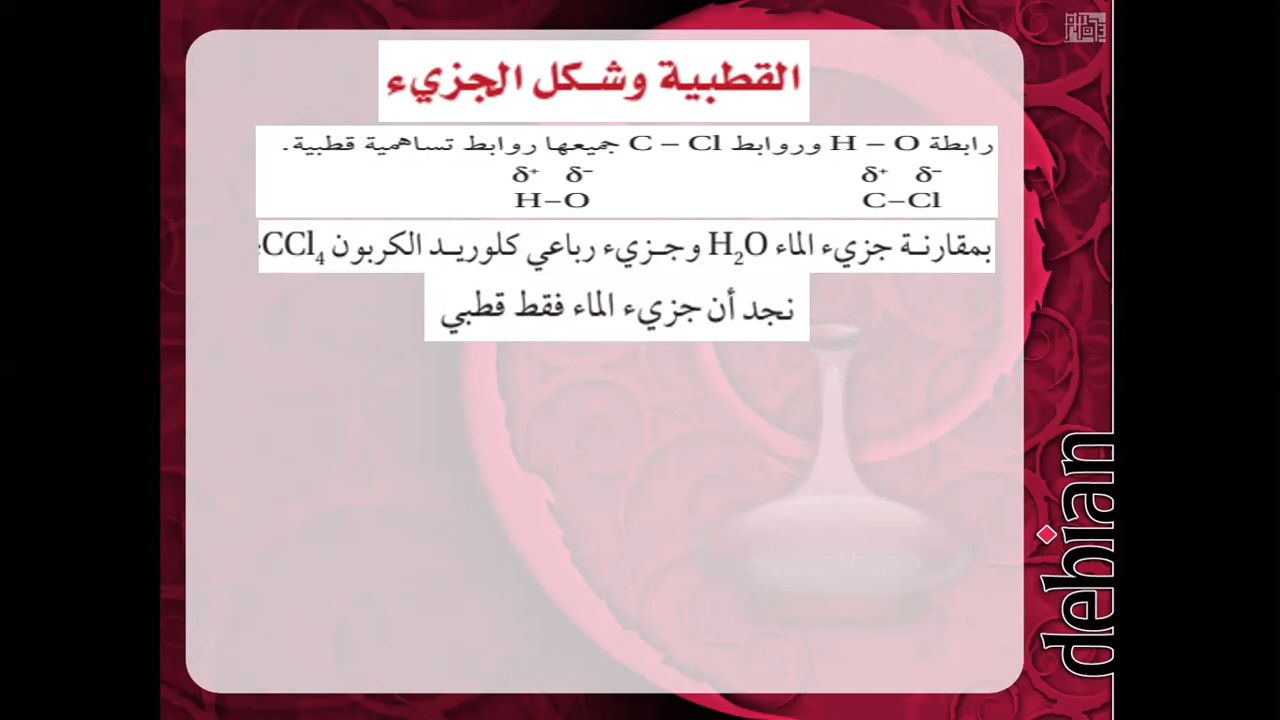 القطبية وشكل الجزيء
رابطة H – O وروابط C – Cl جميعها روابط تساهمية قطبية.
δ+ δ− δ+ δ−
H–O C–Cl
بمقارنة جزيء الماء H₂O وجزيء رباعي كلوريد الكربون CCl₄؛
نجد أن جزيء الماء فقط قطبي
debian